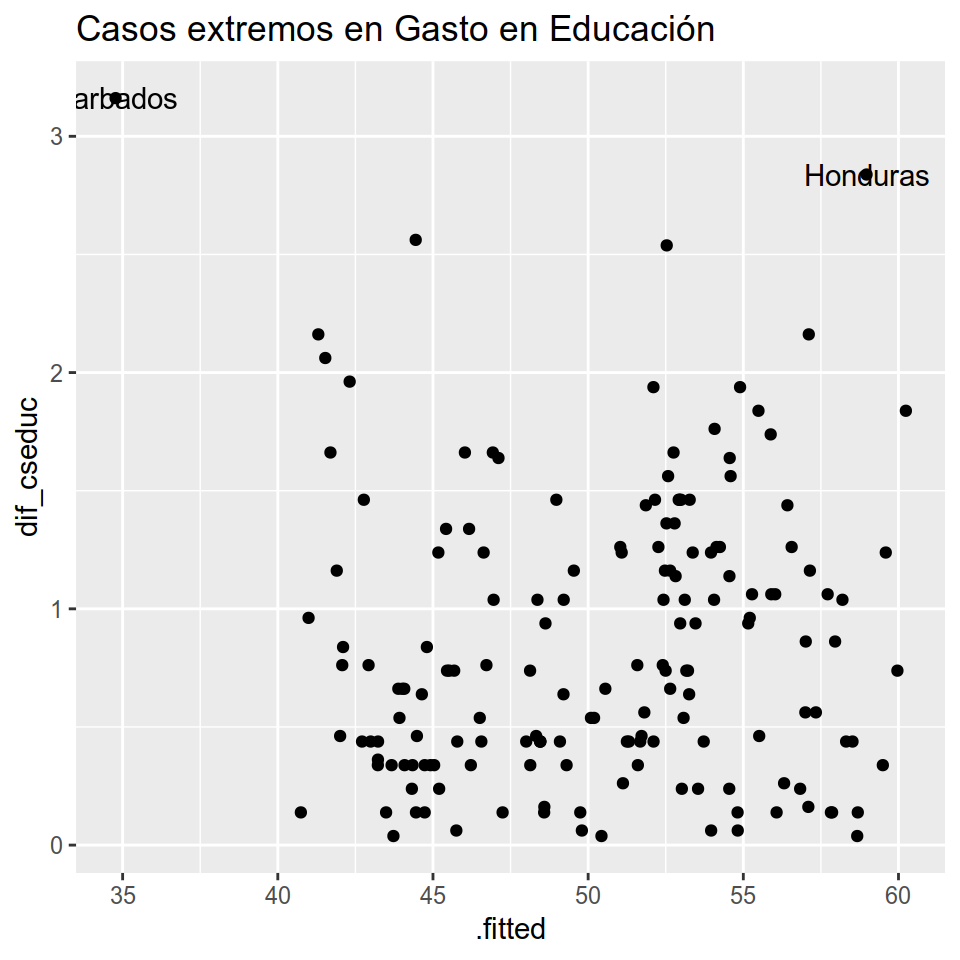 Casos extremos en Gasto en Educación
arbados
Honduras
3
2
1
0
dif_cseduc
35 40 45 50 55 60
.fitted